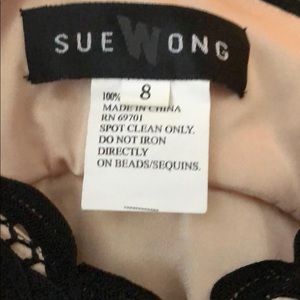 SUE WONG
8
100%
MADE IN CHINA
RN 69701
SPOT CLEAN ONLY.
DO NOT IRON
DIRECTLY
ON BEADS/SEQUINS.